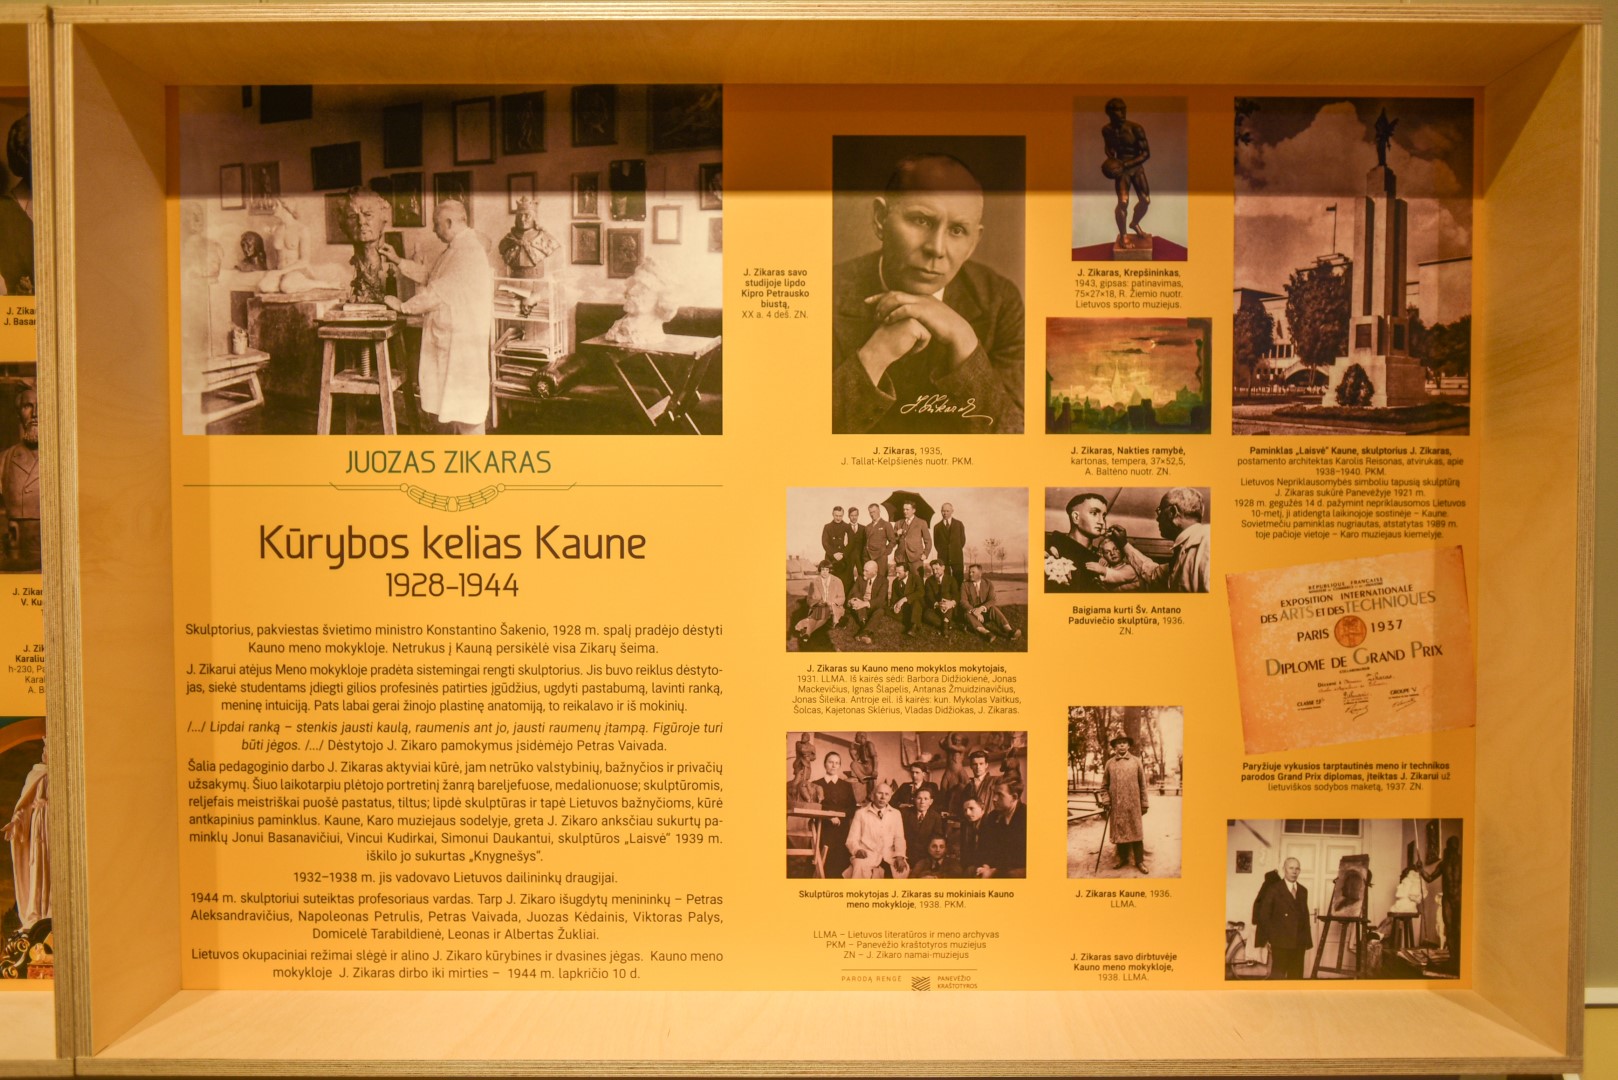 JUOZAS ZIKARAS
Kūrybos kelias Kaune
1928–1944
Skulptorius, pakviestas švietimo ministro Konstantino Šakenio, 1928 m. spalį pradėjo dėstyti
Kauno meno mokykloje. Netrukus į Kauną persikėlė visa Zikarų šeima.
J. Zikarui atėjus Meno mokykloje pradėta sistemingai rengti skulptorius. Jis buvo reiklus dėstyto-
jas, siekė studentams įdiegti gilios profesinės patirties įgūdžius, ugdyti pastabumą, lavinti ranką,
meninę intuiciją. Pats labai gerai žinojo plastinę anatomiją, to reikalavo ir iš mokinių.
/.../ Lipdai ranką – stenkis jausti kaulą, raumenis ant jo, jausti raumenų įtampą. Figūroje turi
būti jėgos. /.../ Dėstytojo J. Zikaro pamokymus įsidėmėjo Petras Vaivada.
Šalia pedagoginio darbo J. Zikaras aktyviai kūrė, jam netrūko valstybinių, bažnyčios ir privačių
užsakymų. Šiuo laikotarpiu plėtojo portretinį žanrą bareljefuose, medalionuose; skulptūromis,
reljefais meistriškai puošė pastatus, tiltus; lipdė skulptūras ir tapė Lietuvos bažnyčioms, kūrė
antkapinius paminklus. Kaune, Karo muziejaus sodelyje, greta J. Zikaro anksčiau sukurtų pa-
minklų Jonui Basanavičiui, Vincui Kudirkai, Simonui Daukantui, skulptūros „Laisvė“ 1939 m.
iškilo jo sukurtas „Knygnešys“.
1932–1938 m. jis vadovavo Lietuvos dailininkų draugijai.
1944 m. skulptoriui suteiktas profesoriaus vardas. Tarp J. Zikaro išugdytų menininkų – Petras
Aleksandravičius, Napoleonas Petrulis, Petras Vaivada, Juozas Kėdainis, Viktoras Palys,
Domicelė Tarabildienė, Leonas ir Albertas Žukliai.
Lietuvos okupaciniai režimai slėgė ir alino J. Zikaro kūrybines ir dvasines jėgas. Kauno meno
mokykloje J. Zikaras dirbo iki mirties – 1944 m. lapkričio 10 d.
J. Zikaras savo
studijoje lipdo
Kipro Petrausko
biustą,
XX a. 4 deš. ZN.
J. Zikaras, 1935,
J. Tallat-Kelpšienės nuotr. PKM.
J. Zikaras su Kauno meno mokyklos mokytojais,
1931. LLMA. Iš kairės sėdi: Barbora Didžiokienė, Jonas
Mackevičius, Ignas Šlapelis, Antanas Žmuidzinavičius,
Jonas Šileika. Antroje eil. iš kairės: kun. Mykolas Vaitkus,
Šolcas, Kajetonas Sklėrius, Vladas Didžiokas, J. Zikaras.
Skulptūros mokytojas J. Zikaras su mokiniais Kauno
meno mokykloje, 1938. PKM.
LLMA – Lietuvos literatūros ir meno archyvas
PKM – Panevėžio kraštotyros muziejus
ZN – J. Zikaro namai-muziejus
PARODĄ RENGĖ
PANEVĖŽIO
KRAŠTOTYROS
J. Zikaras, Krepšininkas,
1943, gipsas: patinavimas,
75×27×18, R. Žiemio nuotr.
Lietuvos sporto muziejus.
J. Zikaras, Nakties ramybė,
kartonas, tempera, 37×52,5,
A. Baltėno nuotr. ZN.
Baigiama kurti Šv. Antano
Paduviečio skulptūra, 1936.
ZN.
J. Zikaras Kaune, 1936.
LLMA.
J. Zikaras savo dirbtuvėje
Kauno meno mokykloje,
1938. LLMA.
Paminklas „Laisvė“ Kaune, skulptorius J. Zikaras,
postamento architektas Karolis Reisonas, atvirukas, apie
1938–1940. PKM.
Lietuvos Nepriklausomybės simboliu tapusią skulptūrą
J. Zikaras sukūrė Panevėžyje 1921 m.
1928 m. gegužės 14 d. pažymint nepriklausomos Lietuvos
10-metį, ji atidengta laikinojoje sostinėje – Kaune.
Sovietmečiu paminklas nugriautas, atstatytas 1989 m.
toje pačioje vietoje – Karo muziejaus kiemelyje.
RÉPUBLIQUE FRANÇAISE
EXPOSITION INTERNATIONALE
DES ARTS ET DES TECHNIQUES
PARIS 1937
DIPLOME DE GRAND PRIX
Paryžiuje vykusios tarptautinės meno ir technikos
parodos Grand Prix diplomas, įteiktas J. Zikarui už
lietuviškos sodybos maketą, 1937. ZN.